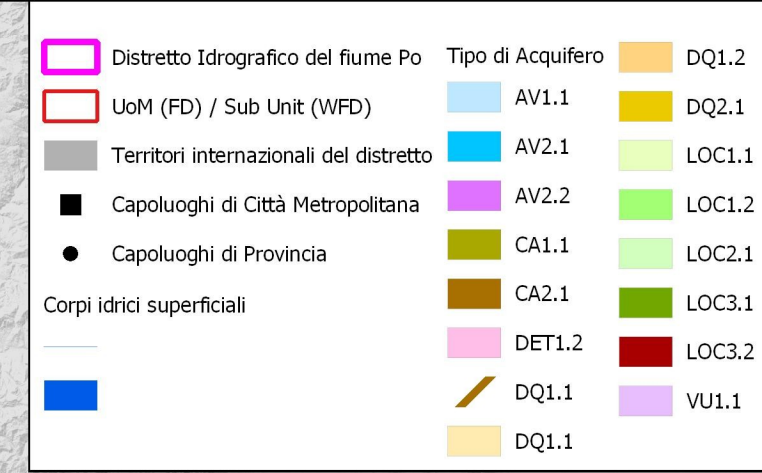 Distretto Idrografico del fiume Po
UoM (FD) / Sub Unit (WFD)
Territori internazionali del distretto
Capoluoghi di Città Metropolitana
Capoluoghi di Provincia
Corpi idrici superficiali
Tipo di Acquifero
AV1.1
AV2.1
AV2.2
CA1.1
CA2.1
DET1.2
DQ1.1
DQ1.1
DQ1.2
DQ2.1
LOC1.1
LOC1.2
LOC2.1
LOC3.1
LOC3.2
VU1.1